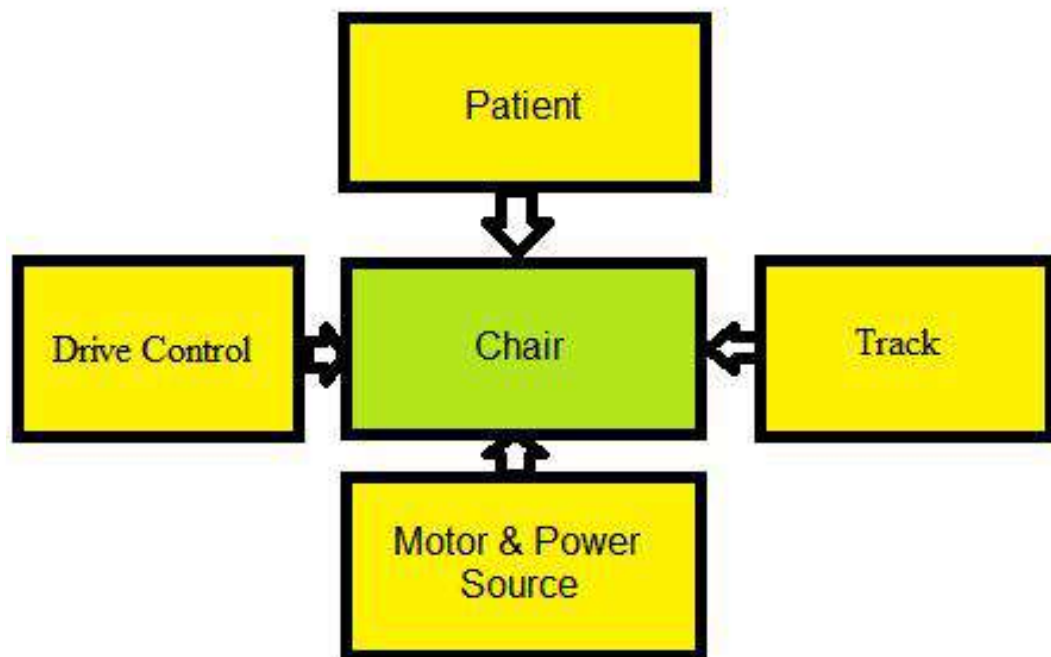 Patient
Drive Control
Chair
Track
Motor & Power
Source